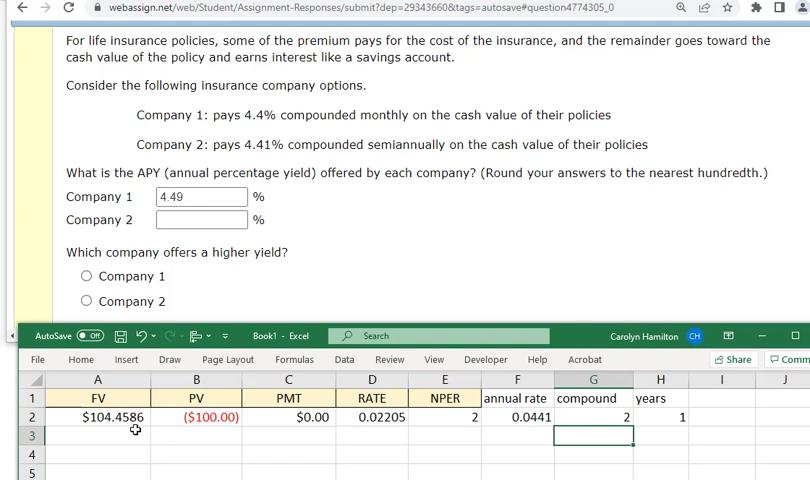 webassign.net/web/Student/Assignment-Responses/submit?dep=29343660&tags=autosave#question4774305_0
For life insurance policies, some of the premium pays for the cost of the insurance, and the remainder goes toward the
cash value of the policy and earns interest like a savings account.
Consider the following insurance company options.
Company 1: pays 4.4% compounded monthly on the cash value of their policies
Company 2: pays 4.41% compounded semiannually on the cash value of their policies
What is the APY (annual percentage yield) offered by each company? (Round your answers to the nearest hundredth.)
Company 1 4.49 %
Company 2 %
Which company offers a higher yield?
Company 1
Company 2
AutoSave Off Book1 - Excel Search Carolyn Hamilton CH
File Home Insert Draw Page Layout Formulas Data Review View Developer Help Acrobat Share Comm
A B C D E F G H I J
1 FV PV PMT RATE NPER annual rate compound years
2 $104.4586 ($100.00) $0.00 0.02205 2 0.0441 2 1
3
4
5